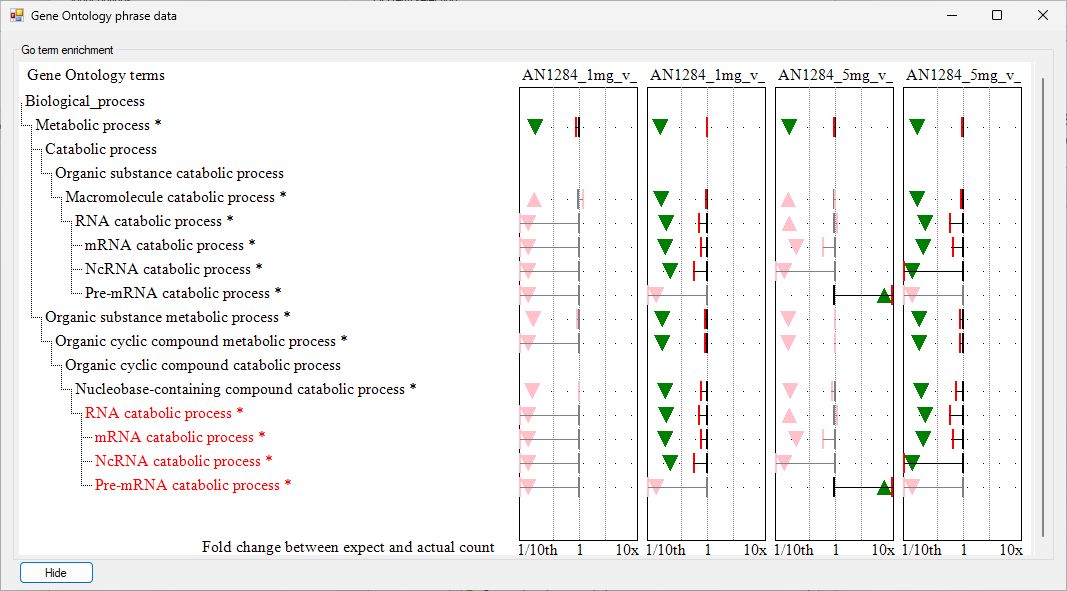 Gene Ontology phrase data
Go term enrichment
Gene Ontology terms AN1284_1mg_v_ AN1284_1mg_v_ AN1284_5mg_v_ AN1284_5mg_v_
Biological_process
Metabolic process *
Catabolic process
Organic substance catabolic process
Macromolecule catabolic process *
RNA catabolic process *
mRNA catabolic process *
NcRNA catabolic process *
Pre-mRNA catabolic process *
Organic substance metabolic process *
Organic cyclic compound metabolic process *
Organic cyclic compound catabolic process
Nucleobase-containing compound catabolic process *
RNA catabolic process *
mRNA catabolic process *
NcRNA catabolic process *
Pre-mRNA catabolic process *
Fold change between expect and actual count 1/10th 1 10x 1/10th 1 10x 1/10th 1 10x 1/10th 1 10x
Hide